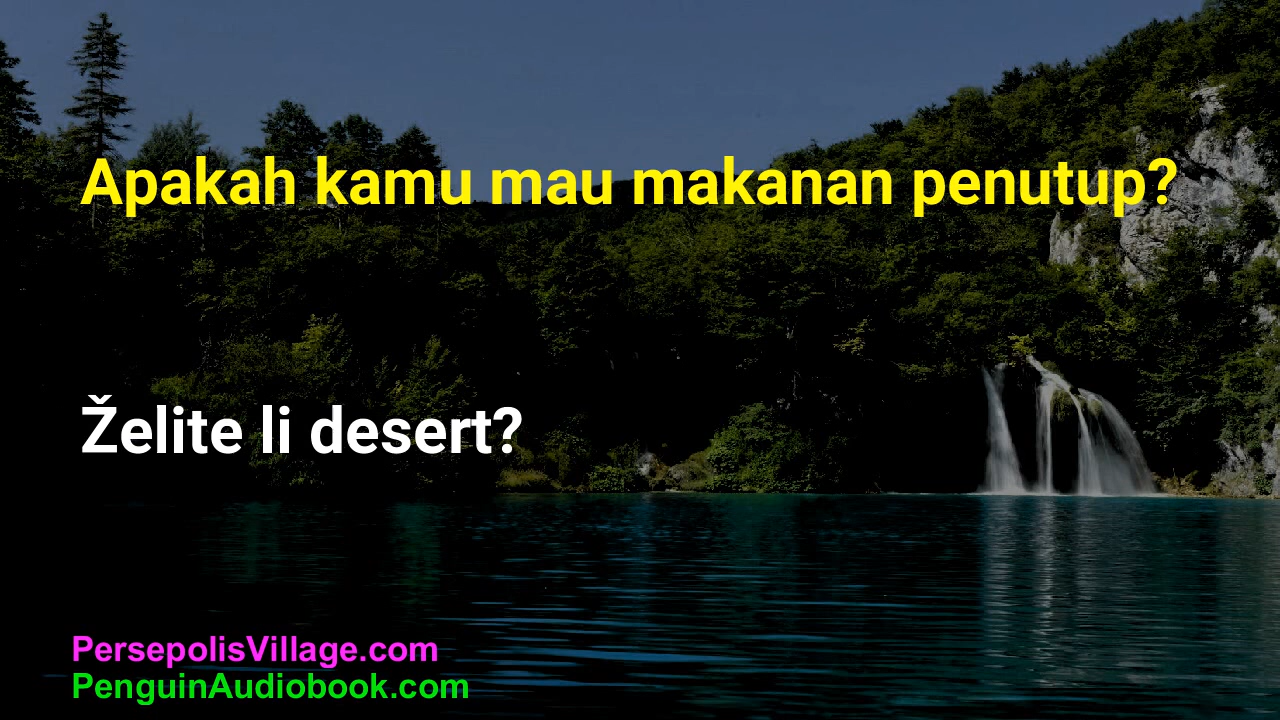 Apakah kamu mau makanan penutup?
Želite li desert?
PersepolisVillage.com
PenguinAudiobook.com